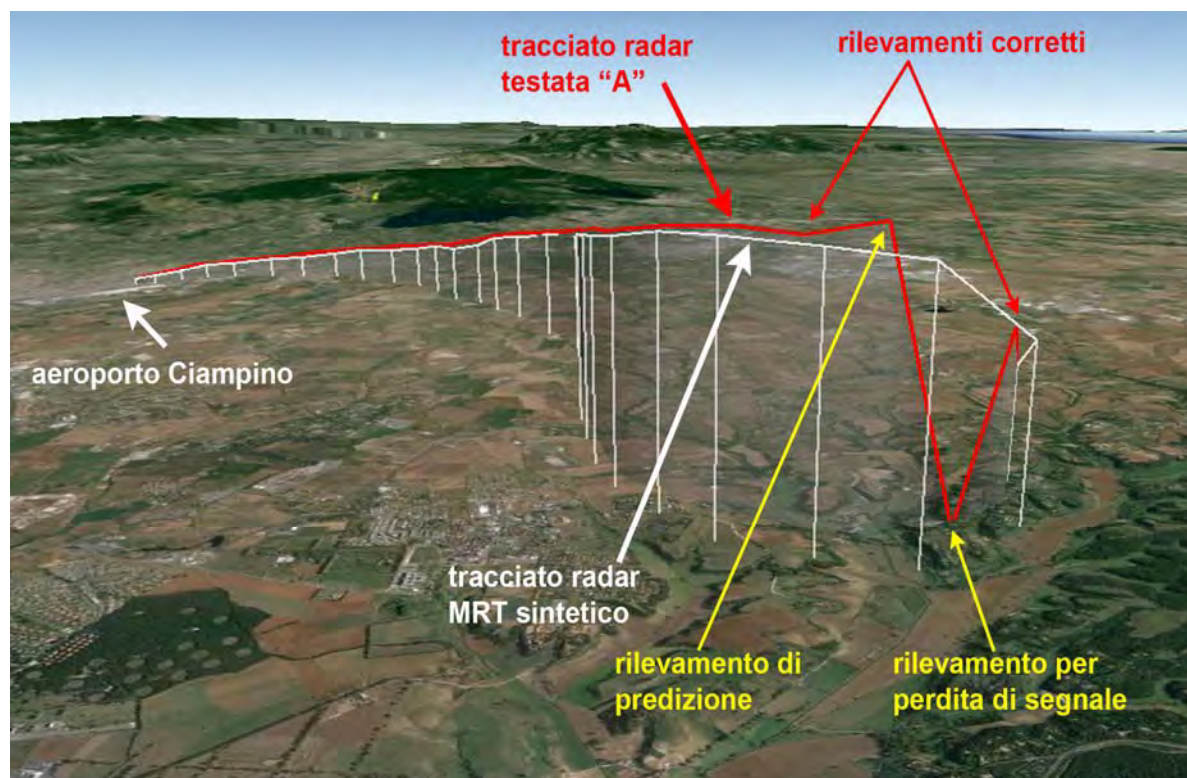 tracciato radar
testata “A”
rilevamenti corretti
aeroporto Ciampino
tracciato radar
MRT sintetico
rilevamento di
predizione
rilevamento per
perdita di segnale